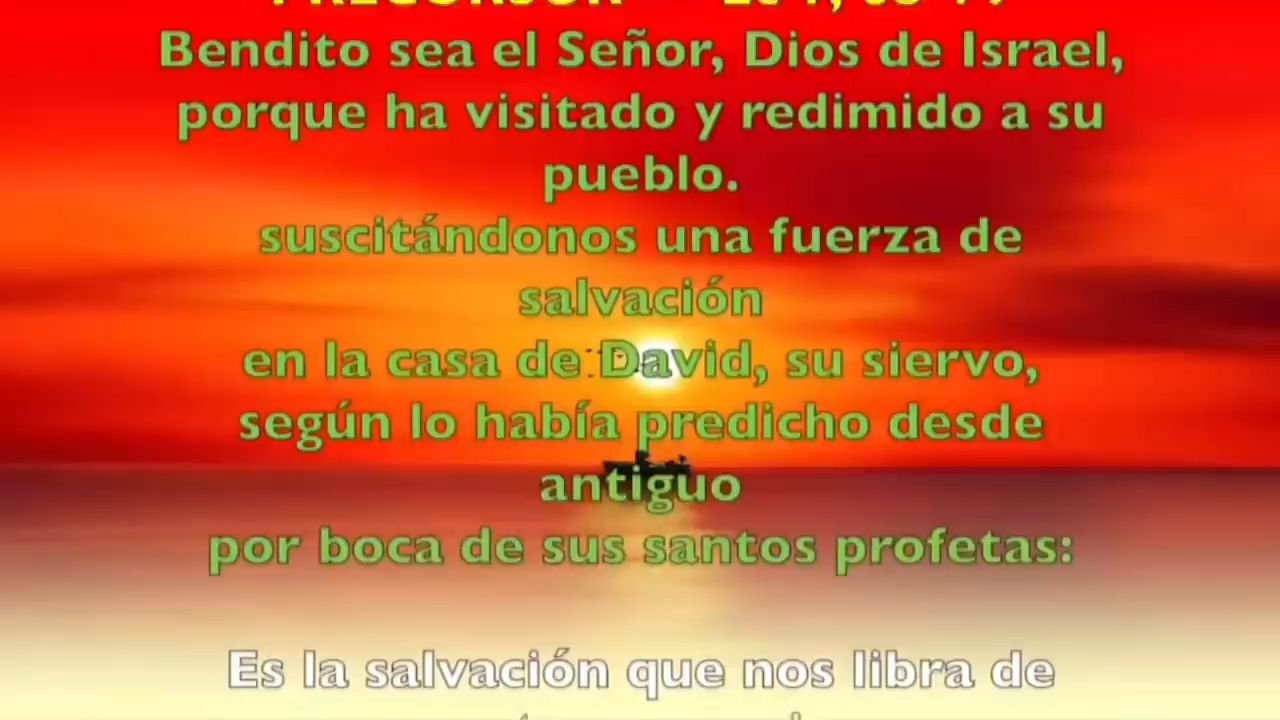 PRECURSOR
Bendito sea el Señor, Dios de Israel,
porque ha visitado y redimido a su
pueblo.
suscitándonos una fuerza de
salvación
en la casa de David, su siervo,
según lo había predicho desde
antiguo
por boca de sus santos profetas:
Es la salvación que nos libra de